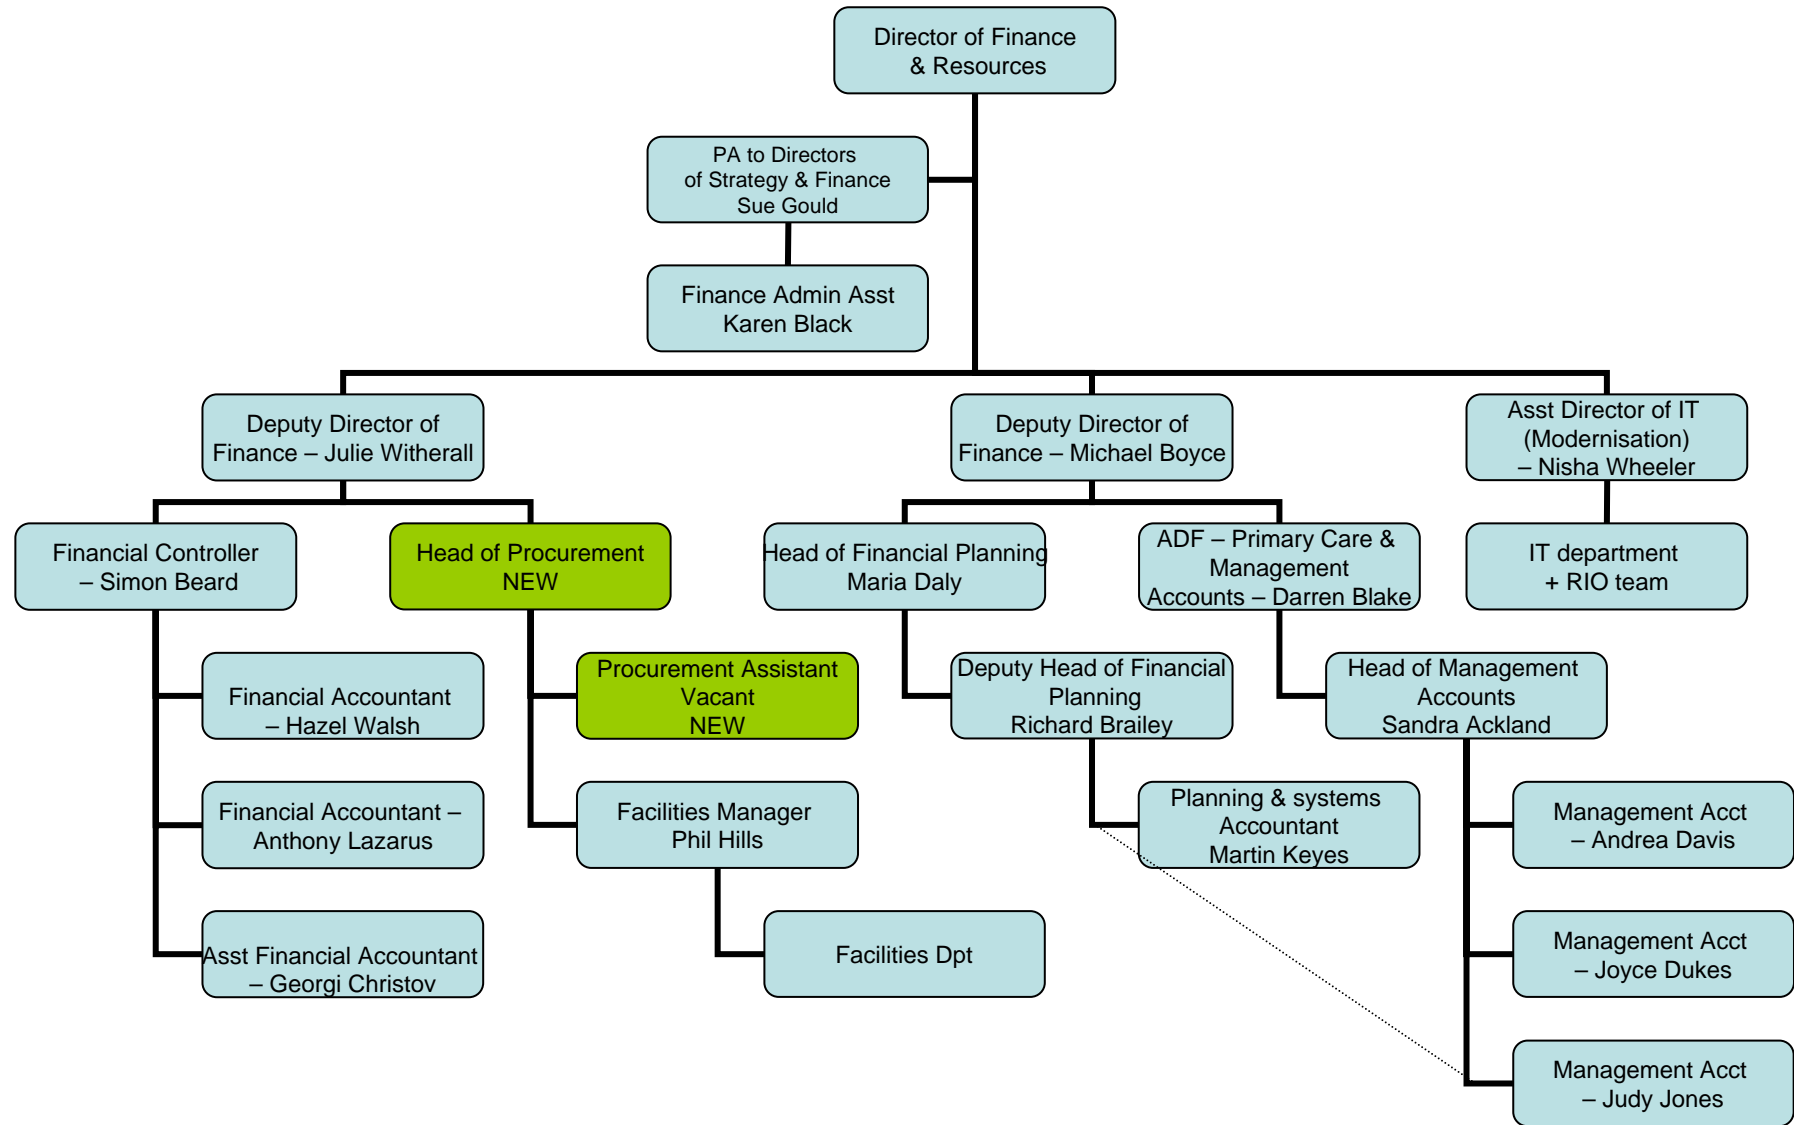 Director of Finance
& Resources
PA to Directors
of Strategy & Finance
Sue Gould
Finance Admin Asst
Karen Black
Deputy Director of
Finance – Julie Witherall
Deputy Director of
Finance – Michael Boyce
Asst Director of IT
(Modernisation)
– Nisha Wheeler
Financial Controller
– Simon Beard
Head of Procurement
NEW
Head of Financial Planning
Maria Daly
ADF – Primary Care &
Management
Accounts – Darren Blake
IT department
+ RIO team
Financial Accountant
– Hazel Walsh
Procurement Assistant
Vacant
NEW
Deputy Head of Financial
Planning
Richard Brailey
Head of Management
Accounts
Sandra Ackland
Financial Accountant –
Anthony Lazarus
Facilities Manager
Phil Hills
Planning & systems
Accountant
Martin Keyes
Management Acct
– Andrea Davis
Asst Financial Accountant
– Georgi Christov
Facilities Dpt
Management Acct
– Joyce Dukes
Management Acct
– Judy Jones